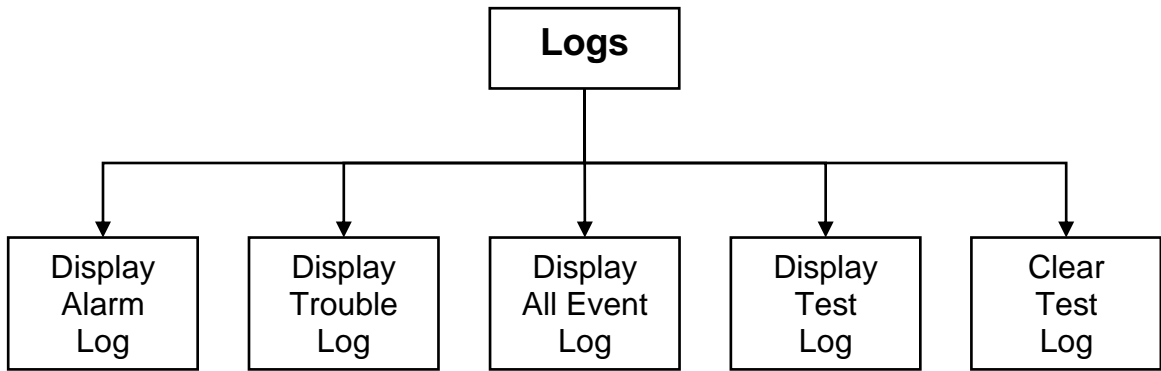 Logs
Display
Alarm
Log
Display
Trouble
Log
Display
All Event
Log
Display
Test
Log
Clear
Test
Log